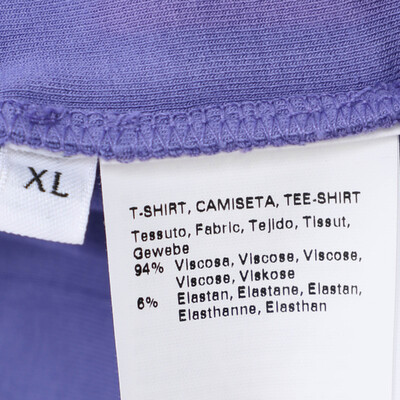 XL
T-SHIRT, CAMISETA, TEE-SHIRT
Tessuto, Fabric, Tejido, Tissut,
Gewebe
94% Viscosa, Viscose, Viscosa,
Viscose, Viskose
6% Elastan, Elastane, Elastan,
Elasthanne, Elasthan